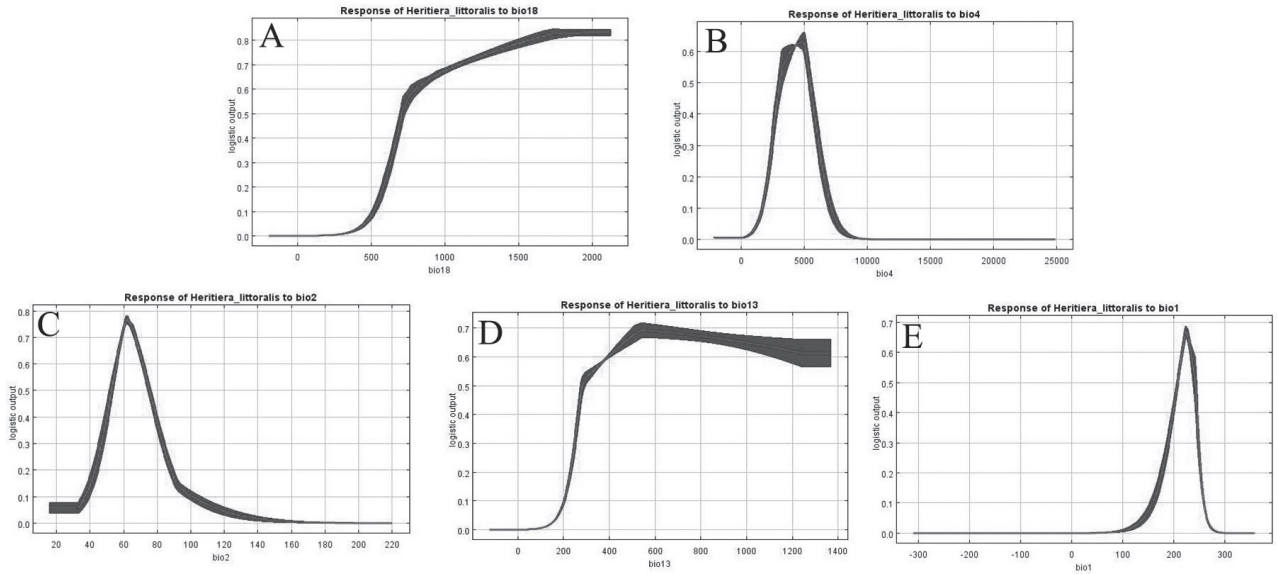 Response of Heritiera_littoralis to bio18
A
0.8
0.7
0.6
0.5
0.4
0.3
0.2
0.1
0.0
logistic output
0 500 1000 1500 2000
bio18
Response of Heritiera_littoralis to bio4
B
0.6
0.5
0.4
0.3
0.2
0.1
0.0
logistic output
0 5000 10000 15000 20000 25000
bio4
Response of Heritiera_littoralis to bio2
C
0.8
0.7
0.6
0.5
0.4
0.3
0.2
0.1
0.0
logistic output
20 40 60 80 100 120 140 160 180 200 220
bio2
Response of Heritiera_littoralis to bio13
D
0.7
0.6
0.5
0.4
0.3
0.2
0.1
0.0
logistic output
0 200 400 600 800 1000 1200 1400
bio13
Response of Heritiera_littoralis to bio1
E
0.7
0.6
0.5
0.4
0.3
0.2
0.1
0.0
logistic output
-300 -200 -100 0 100 200 300
bio1